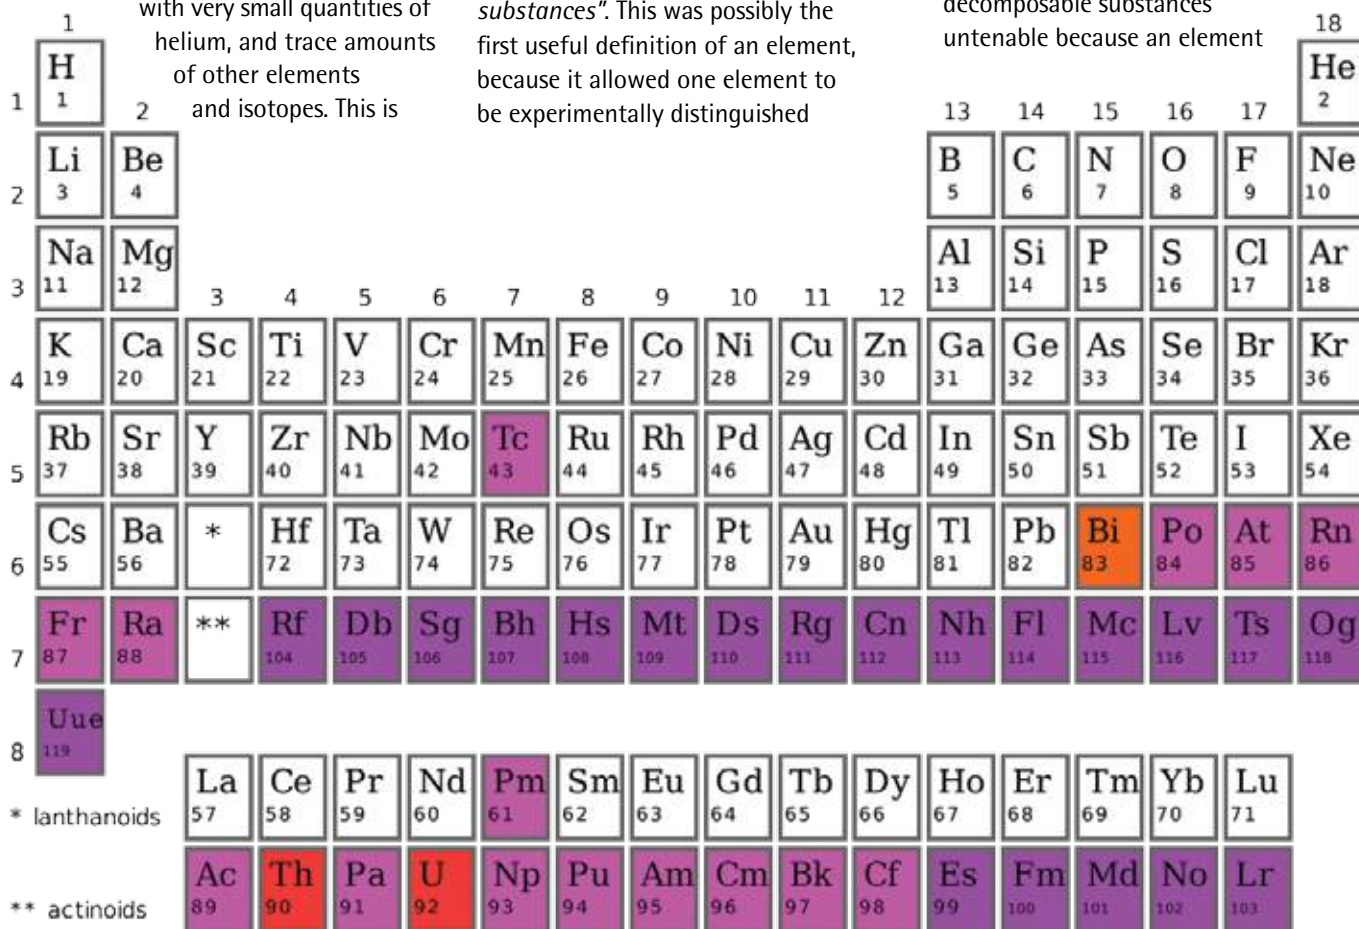 with very small quantities of
helium, and trace amounts
of other elements
and isotopes. This is
substances". This was possibly the
first useful definition of an element,
because it allowed one element to
be experimentally distinguished
decomposable substances
untenable because an element
1 18
H He
1 1 2
2 13 14 15 16 17
Li Be B C N O F Ne
2 3 4 5 6 7 8 9 10
Na Mg Al Si P S Cl Ar
3 11 12 13 14 15 16 17 18
3 4 5 6 7 8 9 10 11 12
K Ca Sc Ti V Cr Mn Fe Co Ni Cu Zn Ga Ge As Se Br Kr
4 19 20 21 22 23 24 25 26 27 28 29 30 31 32 33 34 35 36
Rb Sr Y Zr Nb Mo Tc Ru Rh Pd Ag Cd In Sn Sb Te I Xe
5 37 38 39 40 41 42 43 44 45 46 47 48 49 50 51 52 53 54
Cs Ba * Hf Ta W Re Os Ir Pt Au Hg Tl Pb Bi Po At Rn
6 55 56 72 73 74 75 76 77 78 79 80 81 82 83 84 85 86
Fr Ra ** Rf Db Sg Bh Hs Mt Ds Rg Cn Nh Fl Mc Lv Ts Og
7 87 88 104 105 106 107 108 109 110 111 112 113 114 115 116 117 118
Uue
8 119
La Ce Pr Nd Pm Sm Eu Gd Tb Dy Ho Er Tm Yb Lu
* lanthanoids 57 58 59 60 61 62 63 64 65 66 67 68 69 70 71
Ac Th Pa U Np Pu Am Cm Bk Cf Es Fm Md No Lr
** actinoids 89 90 91 92 93 94 95 96 97 98 99 100 101 102 103